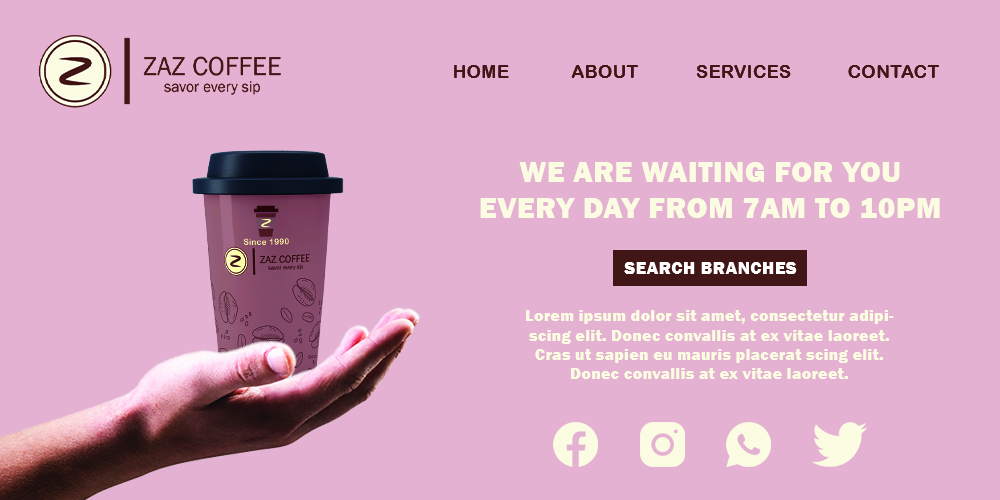 ZAZ COFFEE
savor every sip
HOME ABOUT SERVICES CONTACT
WE ARE WAITING FOR YOU
EVERY DAY FROM 7AM TO 10PM
SEARCH BRANCHES
Lorem ipsum dolor sit amet, consectetur adipi-
scing elit. Donec convallis at ex vitae laoreet.
Cras ut sapien eu mauris placerat scing elit.
Donec convallis at ex vitae laoreet.
Since 1990
ZAZ COFFEE
savor every sip